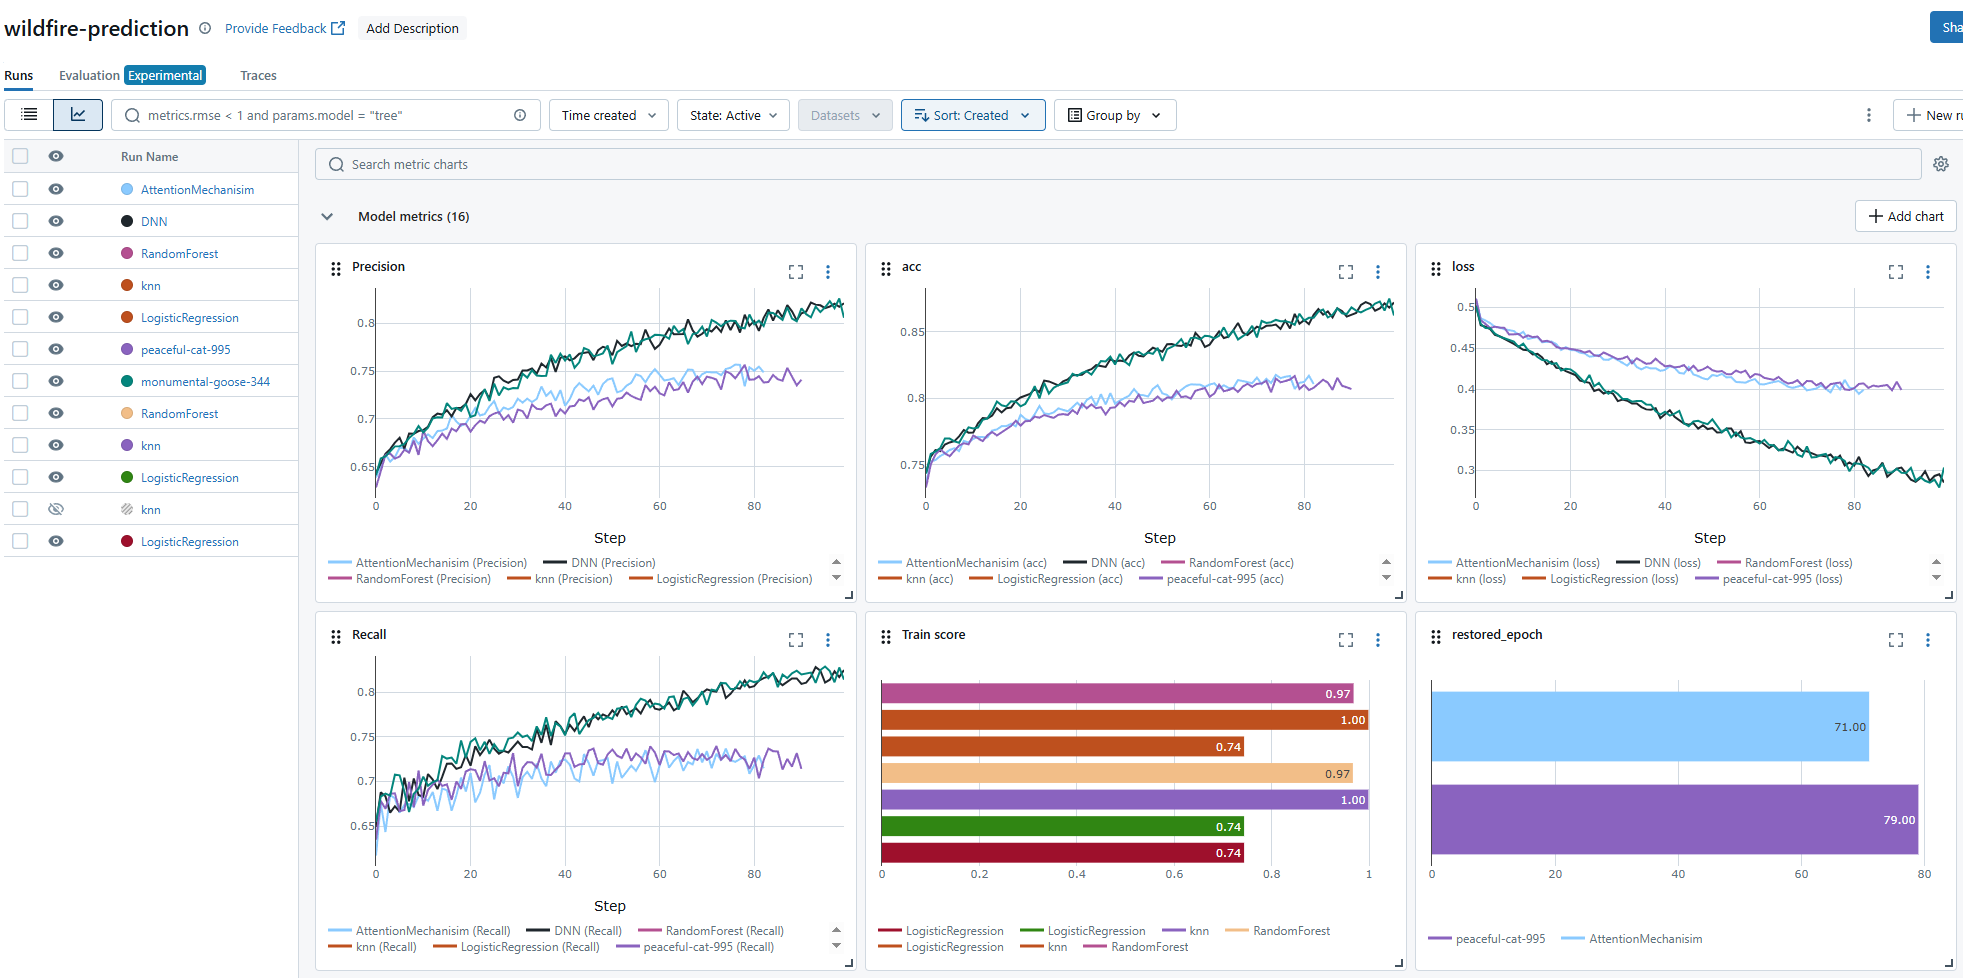 wildfire-prediction Provide Feedback Add Description
Sha
Runs Evaluation Experimental Traces
metrics.rmse < 1 and params.model = "tree" Time created State: Active Datasets Sort: Created Group by New ru
Run Name
AttentionMechanisim
DNN
RandomForest
knn
LogisticRegression
peaceful-cat-995
monumental-goose-344
RandomForest
knn
LogisticRegression
knn
LogisticRegression
Search metric charts
Model metrics (16) Add chart
Precision
0.8
0.75
0.7
0.65
0 20 40 60 80
Step
AttentionMechanisim (Precision) DNN (Precision)
RandomForest (Precision) knn (Precision) LogisticRegression (Precision)
acc
0.85
0.8
0.75
0 20 40 60 80
Step
AttentionMechanisim (acc) DNN (acc) RandomForest (acc)
knn (acc) LogisticRegression (acc) peaceful-cat-995 (acc)
loss
0.5
0.45
0.4
0.35
0.3
0 20 40 60 80
Step
AttentionMechanisim (loss) DNN (loss) RandomForest (loss)
knn (loss) LogisticRegression (loss) peaceful-cat-995 (loss)
Recall
0.8
0.75
0.7
0.65
0 20 40 60 80
Step
AttentionMechanisim (Recall) DNN (Recall) RandomForest (Recall)
knn (Recall) LogisticRegression (Recall) peaceful-cat-995 (Recall)
Train score
0.97
1.00
0.74
0.97
1.00
0.74
0.74
0 0.2 0.4 0.6 0.8 1
LogisticRegression LogisticRegression knn RandomForest
LogisticRegression knn RandomForest
restored_epoch
71.00
79.00
0 20 40 60 80
peaceful-cat-995 AttentionMechanisim